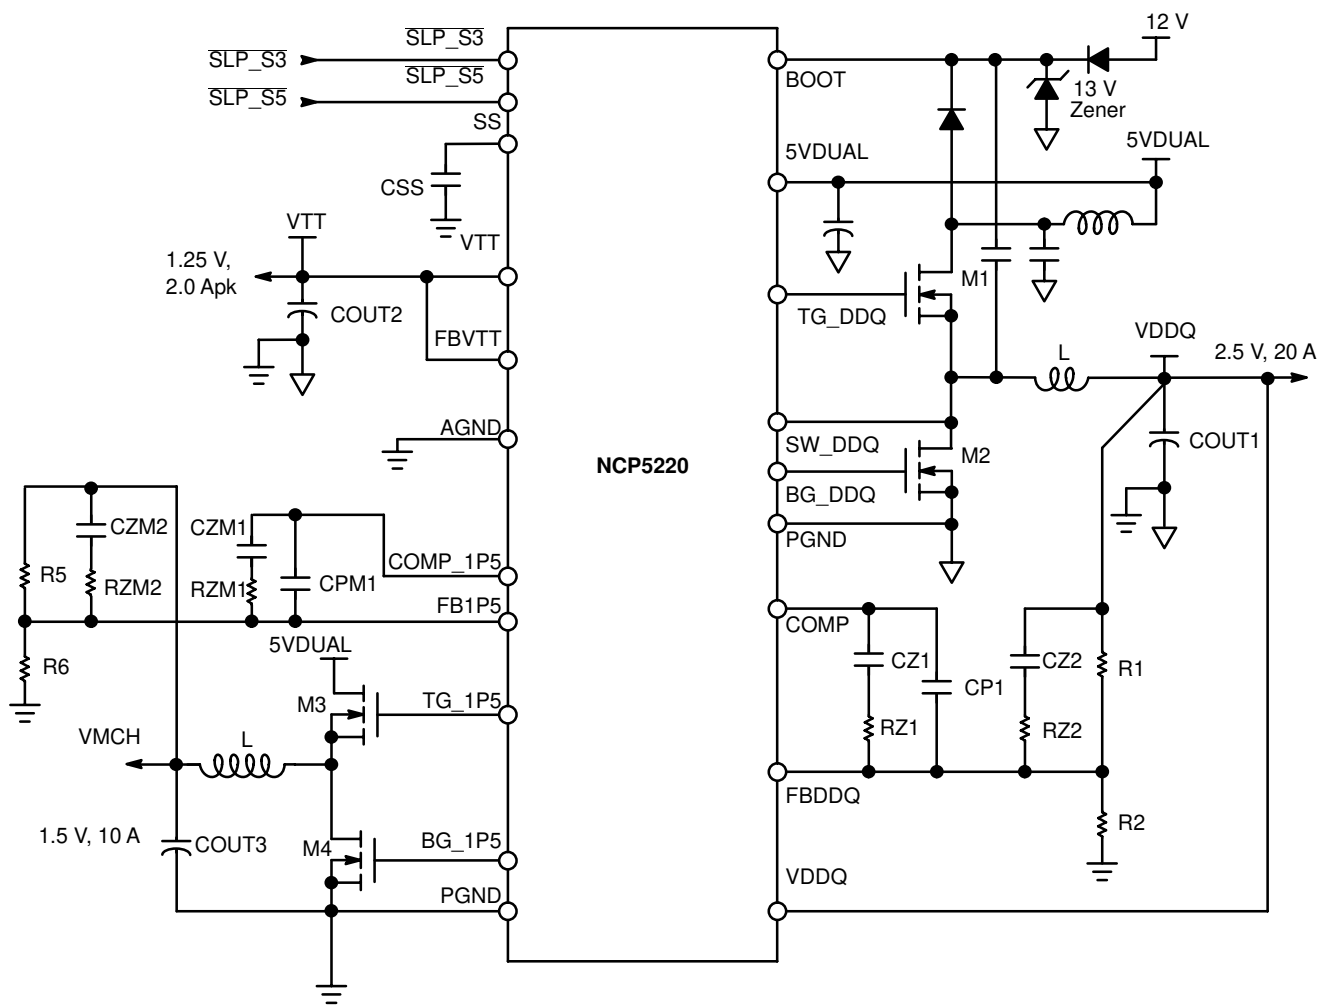 SLP_S3
SLP_S3
SLP_S5
SLP_S5
SS
CSS
VTT
VTT
1.25 V,
2.0 Apk
COUT2
FBVTT
AGND
CZM2
CZM1
COMP_1P5
R5
RZM2
RZM1
CPM1
FB1P5
5VDUAL
R6
M3
TG_1P5
VMCH
L
1.5 V, 10 A
COUT3
M4
BG_1P5
PGND
NCP5220
12 V
BOOT
13 V
Zener
5VDUAL
5VDUAL
M1
TG_DDQ
VDDQ
L
2.5 V, 20 A
SW_DDQ
M2
COUT1
BG_DDQ
PGND
COMP
CZ1
CP1
CZ2
R1
RZ1
RZ2
FBDDQ
R2
VDDQ